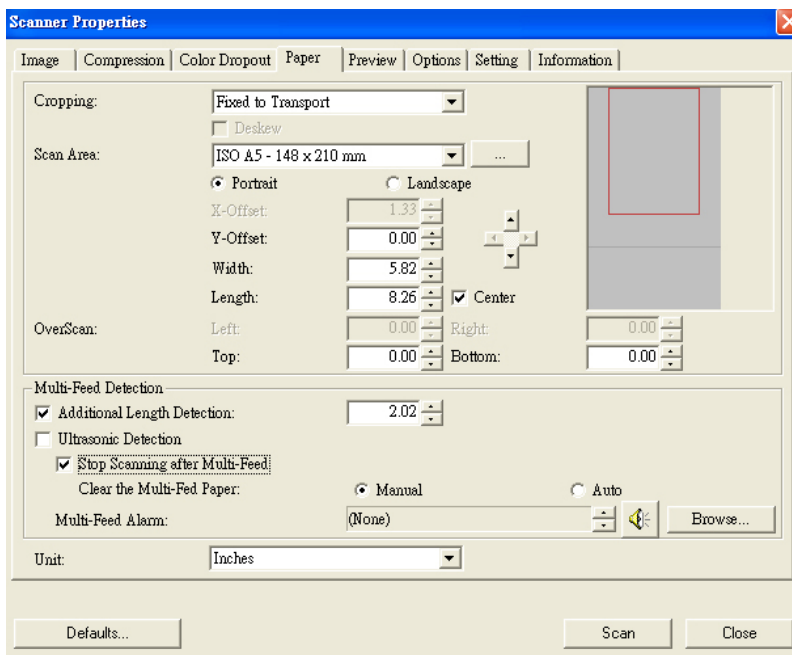 Scanner Properties
Image Compression Color Dropout Paper Preview Options Setting Information
Cropping: Fixed to Transport
Deskew
Scan Area: ISO A5 - 148 x 210 mm ...
Portrait Landscape
X-Offset: 1.33
Y-Offset: 0.00
Width: 5.82
Length: 8.26 Center
OverScan: Left: 0.00 Right: 0.00
Top: 0.00 Bottom: 0.00
Multi-Feed Detection
Additional Length Detection: 2.02
Ultrasonic Detection
Stop Scanning after Multi-Feed
Clear the Multi-Fed Paper: Manual Auto
Multi-Feed Alarm: (None) Browse...
Unit: Inches
Defaults... Scan Close